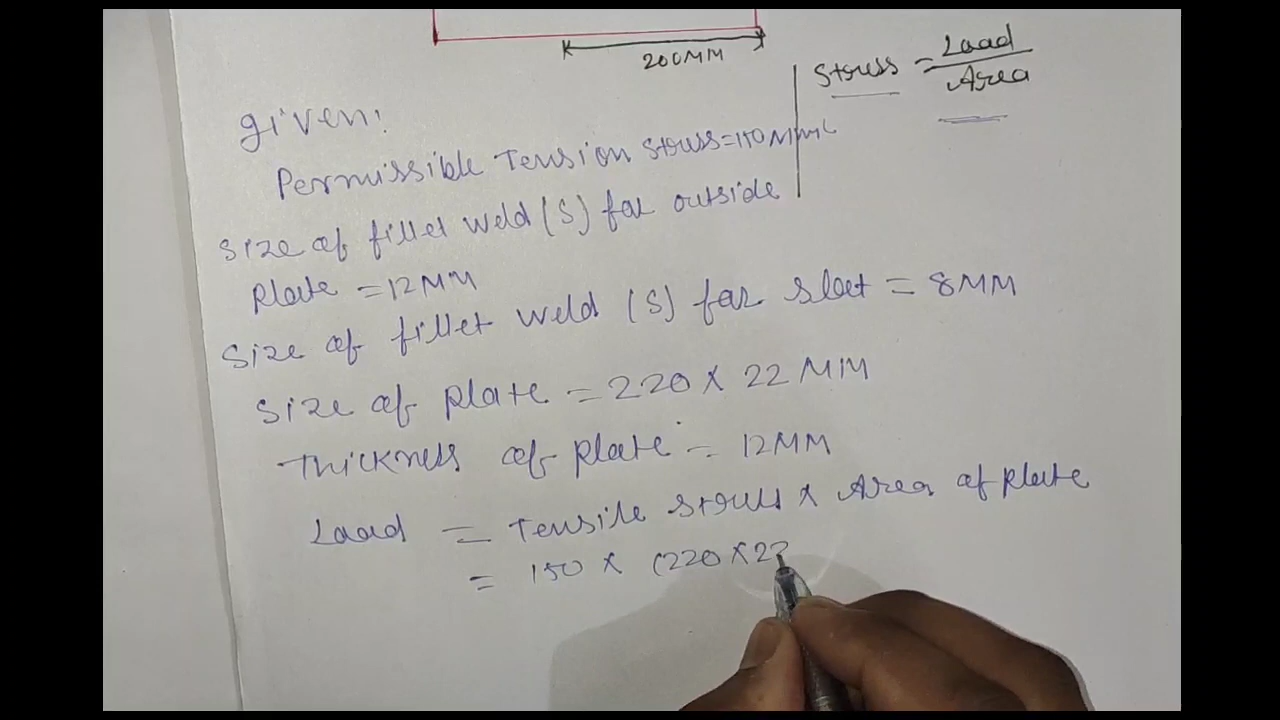 200MM
Stress = Load
Area
given:
Permissible Tension Stress=150 N/mm2
Size of fillet weld (S) for outside
Plate = 12MM
Size of fillet weld (S) for slot = 8MM
Size of Plate = 220 x 22 MM
Thickness of plate = 12MM
Load = Tensile stress x Area of plate
= 150 x (220 x 22